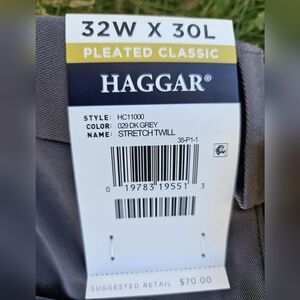 32W X 30L
PLEATED CLASSIC
HAGGAR®
STYLE: HC11000
COLOR: 029 DK GREY
NAME: STRETCH TWILL
35-P1-1
0 19783 19551 3
SUGGESTED RETAIL $70.00